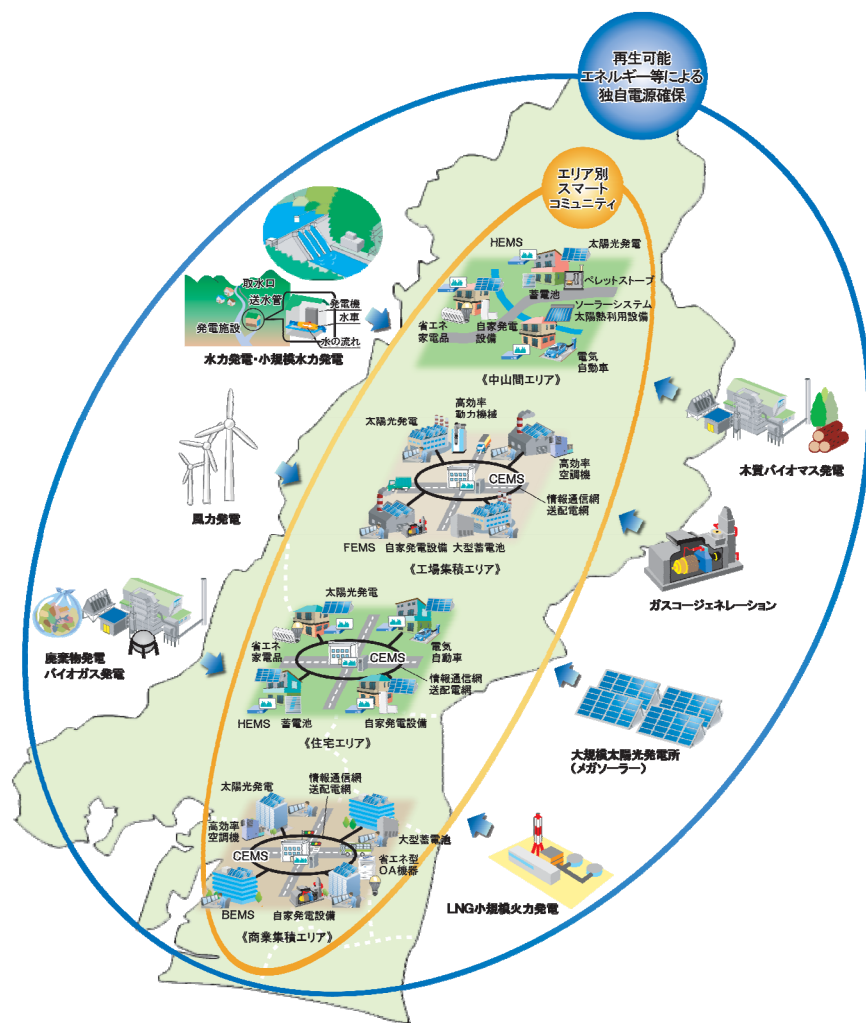 再生可能
エネルギー等による
独自電源確保
エリア別
スマート
コミュニティ
HEMS
太陽光発電
ペレットストーブ
蓄電池
ソーラーシステム
太陽熱利用設備
省エネ
家電品
自家発電
設備
電気
自動車
《中山間エリア》
取水口
送水管
発電施設
発電機
水車
水の流れ
水力発電・小規模水力発電
木質バイオマス発電
太陽光発電
高効率
動力機械
高効率
空調機
CEMS
情報通信網
送配電網
FEMS
自家発電設備
大型蓄電池
《工場集積エリア》
風力発電
ガスコージェネレーション
太陽光発電
省エネ
家電品
電気
自動車
CEMS
情報通信網
送配電網
HEMS
蓄電池
自家発電設備
《住宅エリア》
廃棄物発電
バイオガス発電
大規模太陽光発電所
（メガソーラー）
太陽光発電
情報通信網
送配電網
高効率
空調機
大型蓄電池
CEMS
省エネ型
OA機器
BEMS
自家発電設備
《商業集積エリア》
LNG小規模火力発電